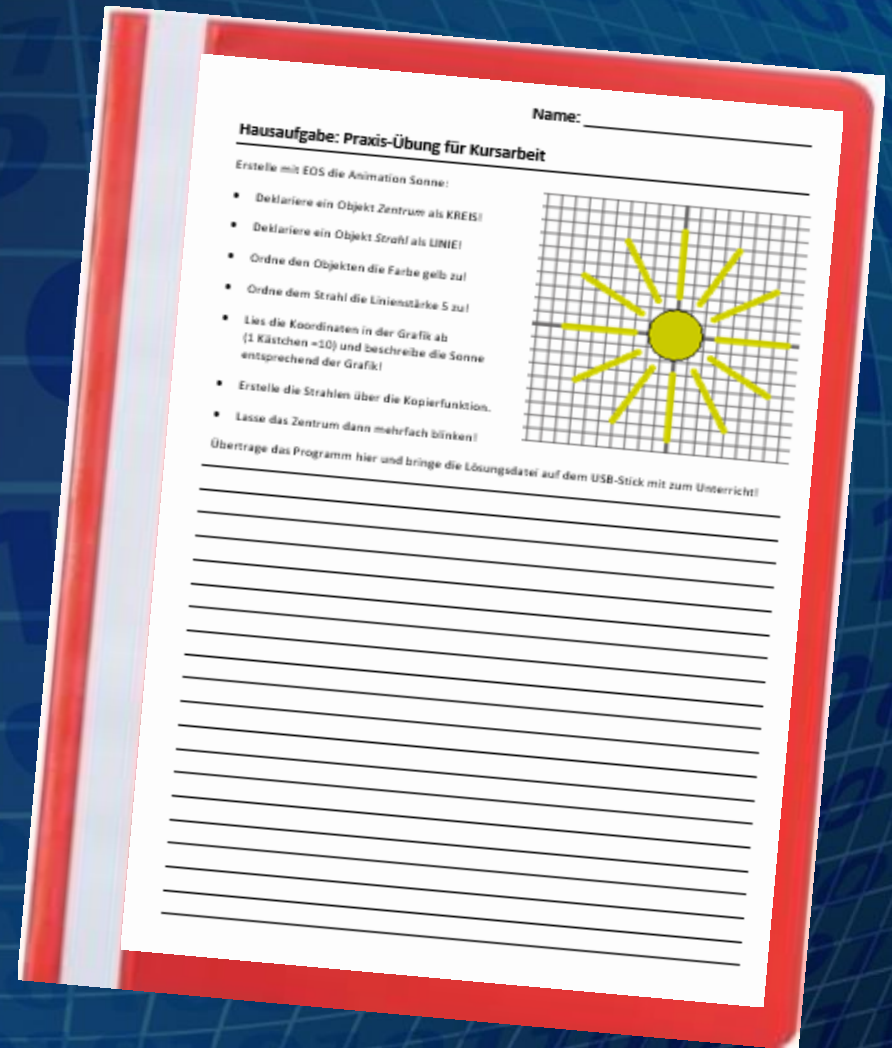 Name:
Hausaufgabe: Praxis-Übung für Kursarbeit
Erstelle mit EOS die Animation Sonne:
• Deklariere ein Objekt Zentrum als KREIS!
• Deklariere ein Objekt Strahl als LINIE!
• Ordne den Objekten die Farbe gelb zu!
• Ordne dem Strahl die Linienstärke 5 zu!
• Lies die Koordinaten in der Grafik ab
(1 Kästchen =10) und beschreibe die Sonne
entsprechend der Grafik!
• Erstelle die Strahlen über die Kopierfunktion.
• Lasse das Zentrum dann mehrfach blinken!
Übertrage das Programm hier und bringe die Lösungsdatei auf dem USB-Stick mit zum Unterricht!